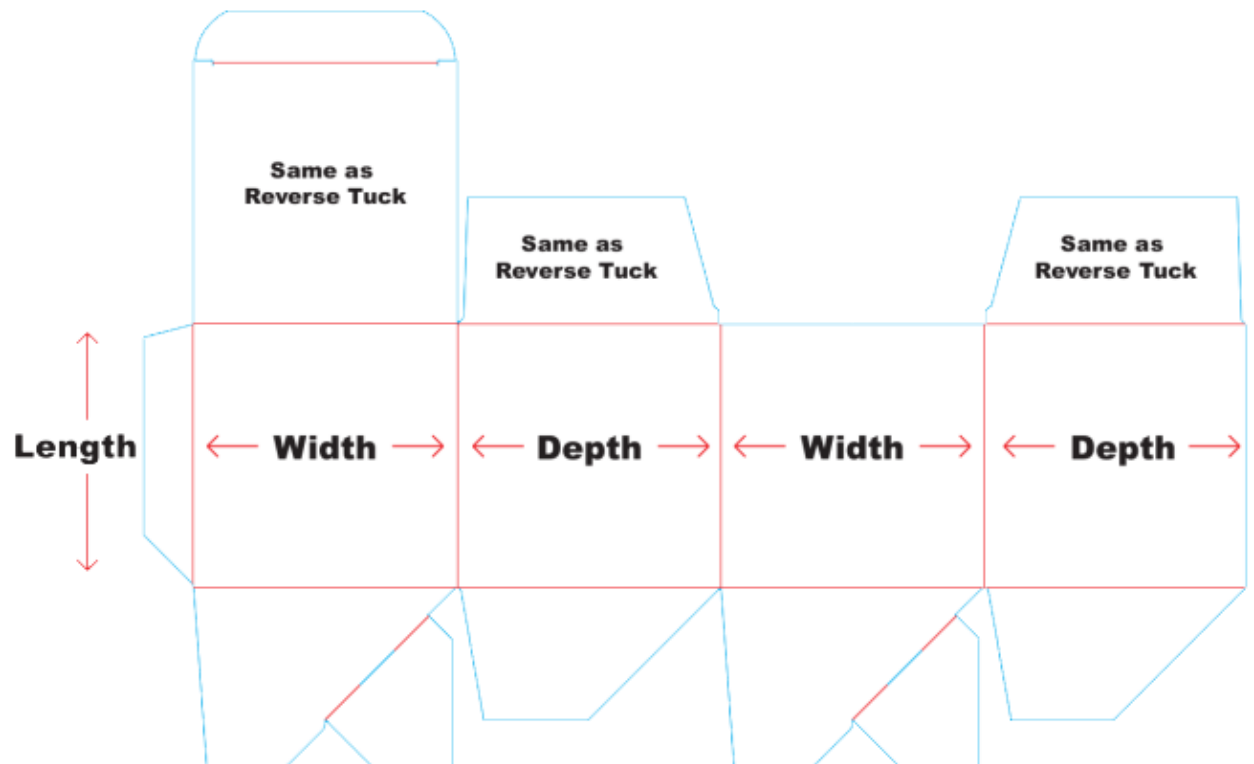 Same as
Reverse Tuck
Same as
Reverse Tuck
Same as
Reverse Tuck
Length
Width
Depth
Width
Depth